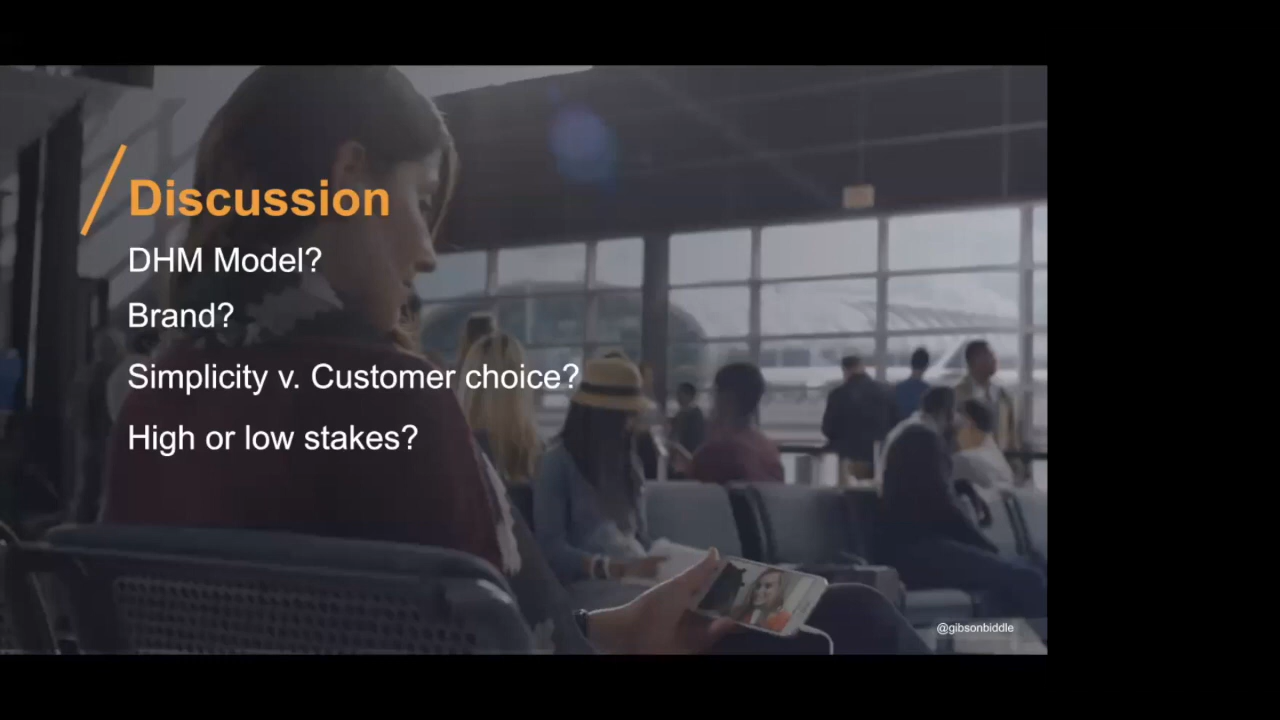 Discussion
DHM Model?
Brand?
Simplicity v. Customer choice?
High or low stakes?
@gibsonbiddle